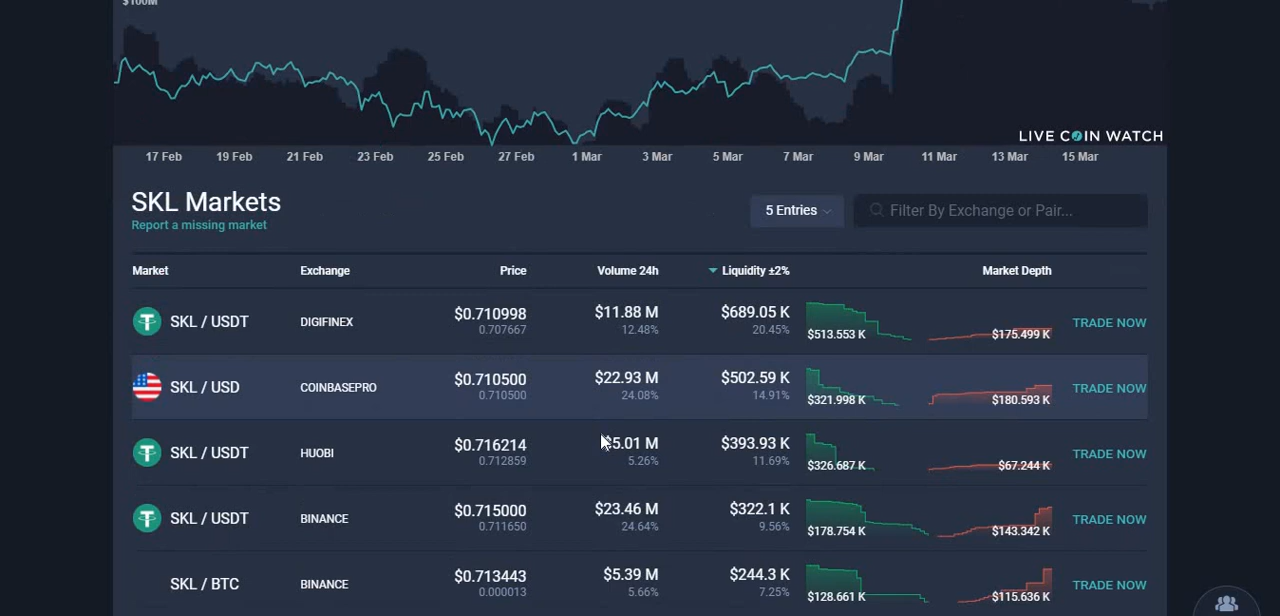 $100M
LIVE COIN WATCH
17 Feb 19 Feb 21 Feb 23 Feb 25 Feb 27 Feb 1 Mar 3 Mar 5 Mar 7 Mar 9 Mar 11 Mar 13 Mar 15 Mar
SKL Markets
Report a missing market
5 Entries
Filter By Exchange or Pair...
Market Exchange Price Volume 24h Liquidity ±2% Market Depth
SKL / USDT DIGIFINEX $0.710998 $11.88 M $689.05 K TRADE NOW
0.707667 12.48% 20.45% $513.553 K $175.499 K
SKL / USD COINBASEPRO $0.710500 $22.93 M $502.59 K TRADE NOW
0.710500 24.08% 14.91% $321.998 K $180.593 K
SKL / USDT HUOBI $0.716214 $5.01 M $393.93 K TRADE NOW
0.712859 5.26% 11.69% $326.687 K $67.244 K
SKL / USDT BINANCE $0.715000 $23.46 M $322.1 K TRADE NOW
0.711650 24.64% 9.56% $178.754 K $143.342 K
SKL / BTC BINANCE $0.713443 $5.39 M $244.3 K TRADE NOW
0.000013 5.66% 7.25% $128.661 K $115.636 K